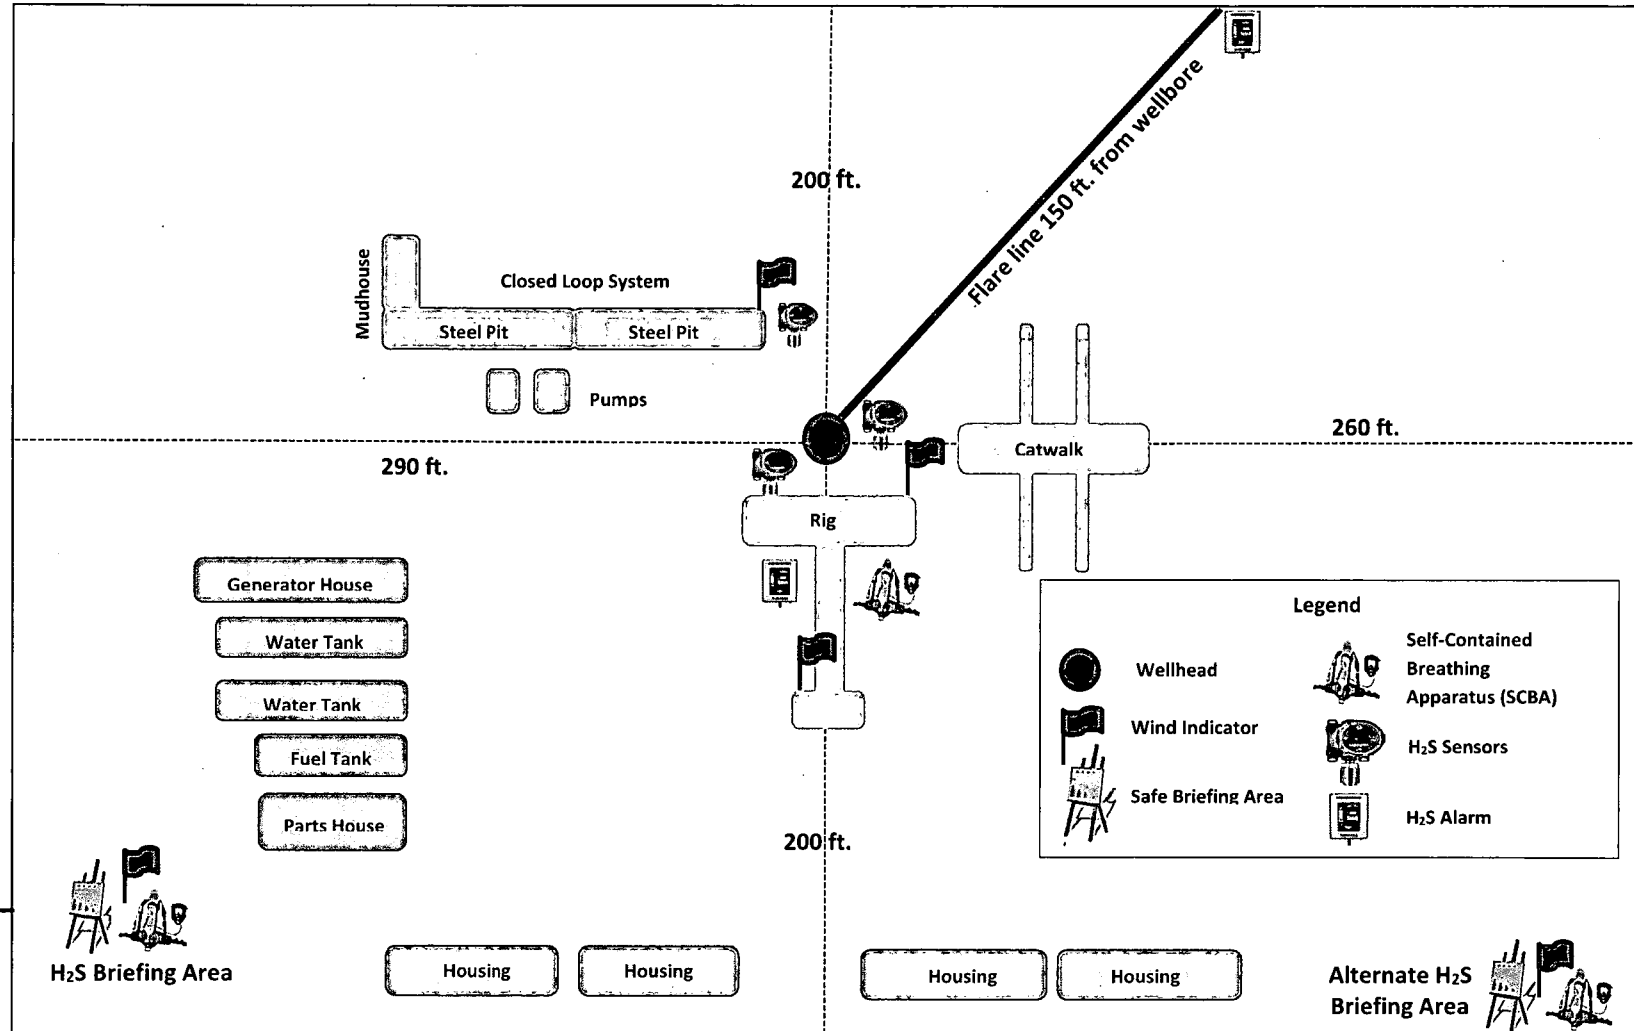 200 ft.
Flare line 150 ft. from wellbore
Mudhouse
Closed Loop System
Steel Pit
Steel Pit
Pumps
290 ft.
Catwalk
260 ft.
Rig
Generator House
Water Tank
Water Tank
Fuel Tank
Parts House
200 ft.
Legend
Wellhead
Wind Indicator
Safe Briefing Area
Self-Contained
Breathing
Apparatus (SCBA)
H₂S Sensors
H₂S Alarm
H₂S Briefing Area
Housing
Housing
Housing
Housing
Alternate H₂S
Briefing Area